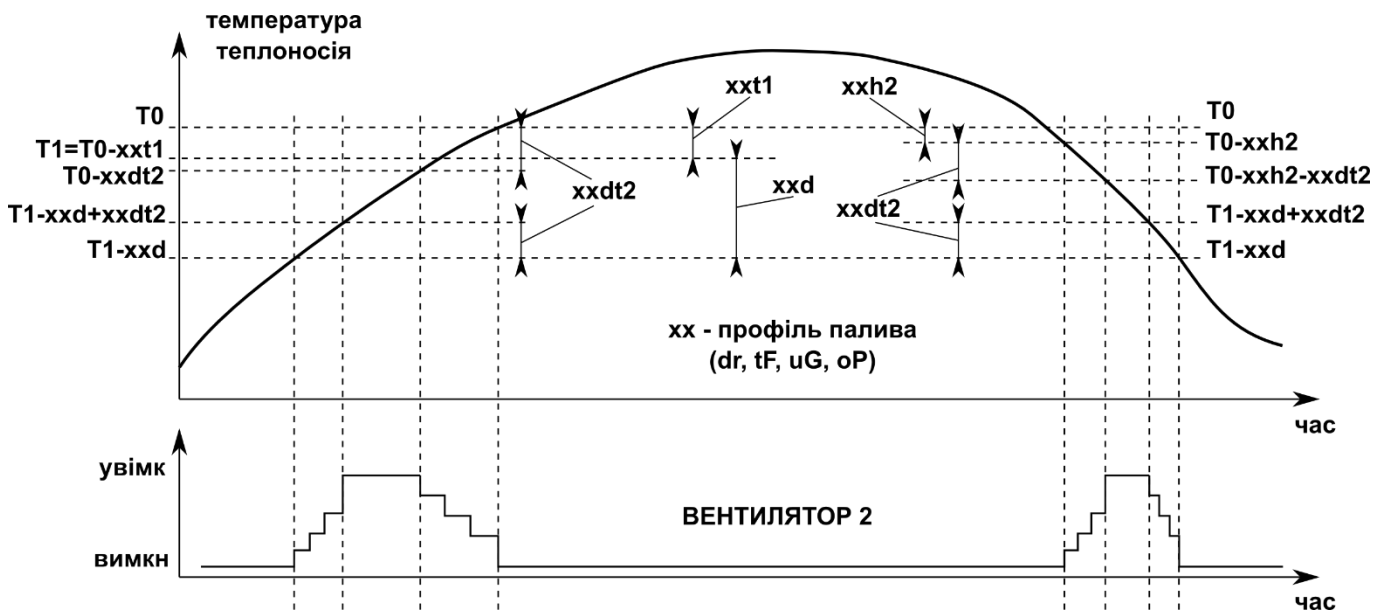 температура
теплоносія
T0
T1=T0-xxt1
T0-xxdt2
T1-xxd+xxdt2
T1-xxd
xxt1
xxh2
xxdt2
xxd
xxdt2
T0
T0-xxh2
T0-xxh2-xxdt2
T1-xxd+xxdt2
T1-xxd
xx - профіль палива
(dr, tF, uG, oP)
час
увімк
ВЕНТИЛЯТОР 2
вимкн
час